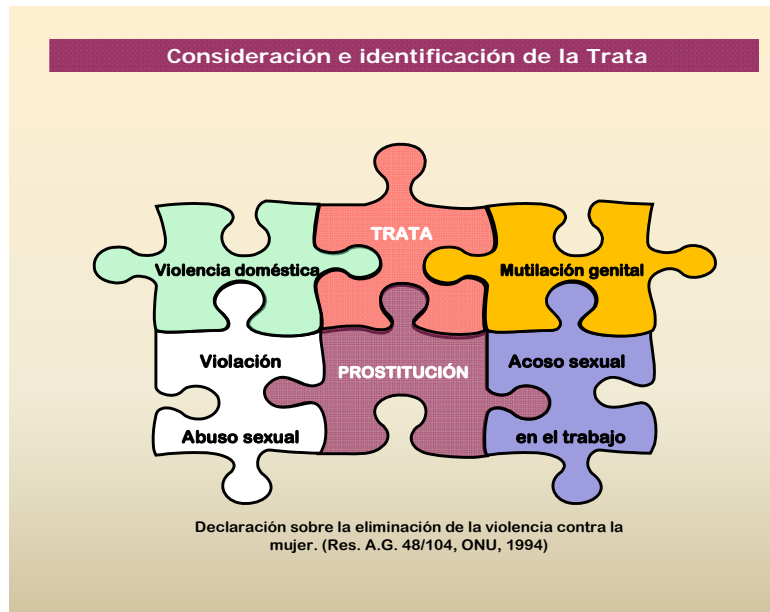 Consideración e identificación de la Trata
TRATA
Violencia doméstica
Mutilación genital
Violación
PROSTITUCIÓN
Acoso sexual
Abuso sexual
en el trabajo
Declaración sobre la eliminación de la violencia contra la
mujer. (Res. A.G. 48/104, ONU, 1994)